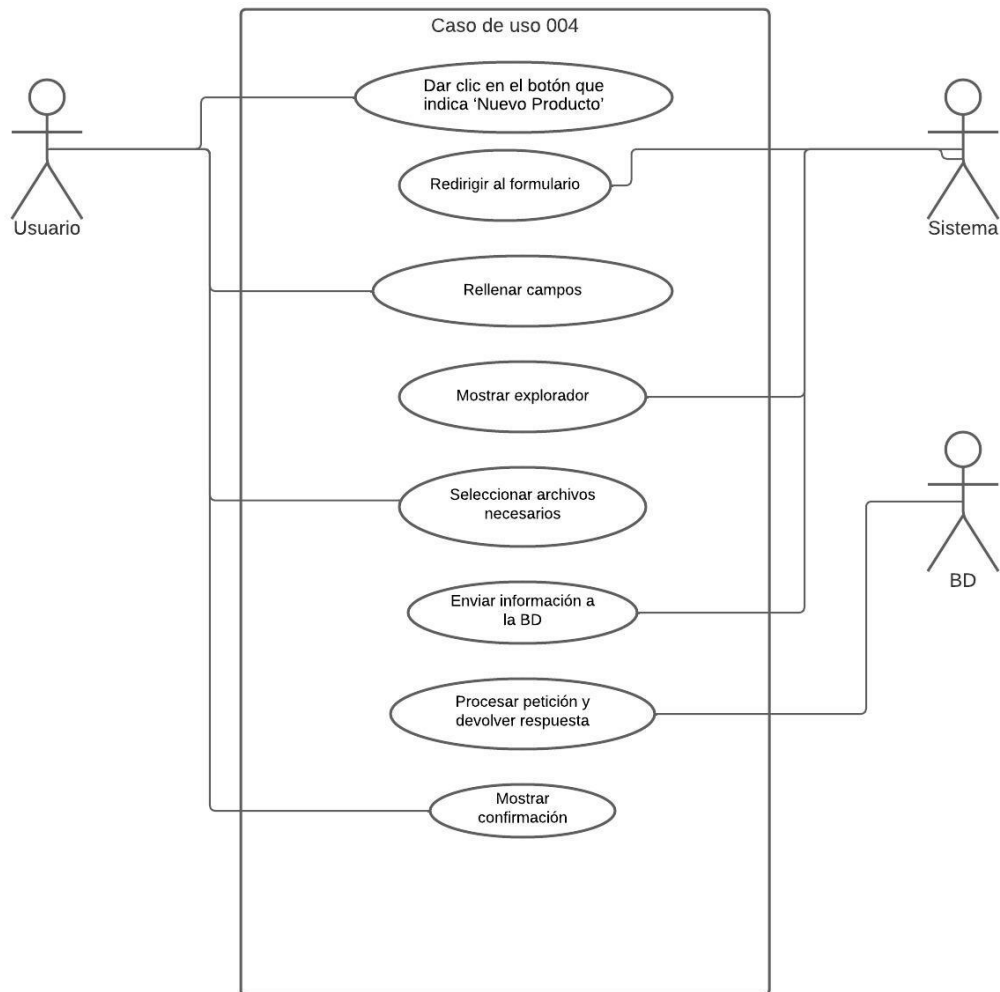 Caso de uso 004
Dar clic en el botón que
indica ‘Nuevo Producto’
Redirigir al formulario
Usuario
Sistema
Rellenar campos
Mostrar explorador
Seleccionar archivos
necesarios
BD
Enviar información a
la BD
Procesar petición y
devolver respuesta
Mostrar
confirmación